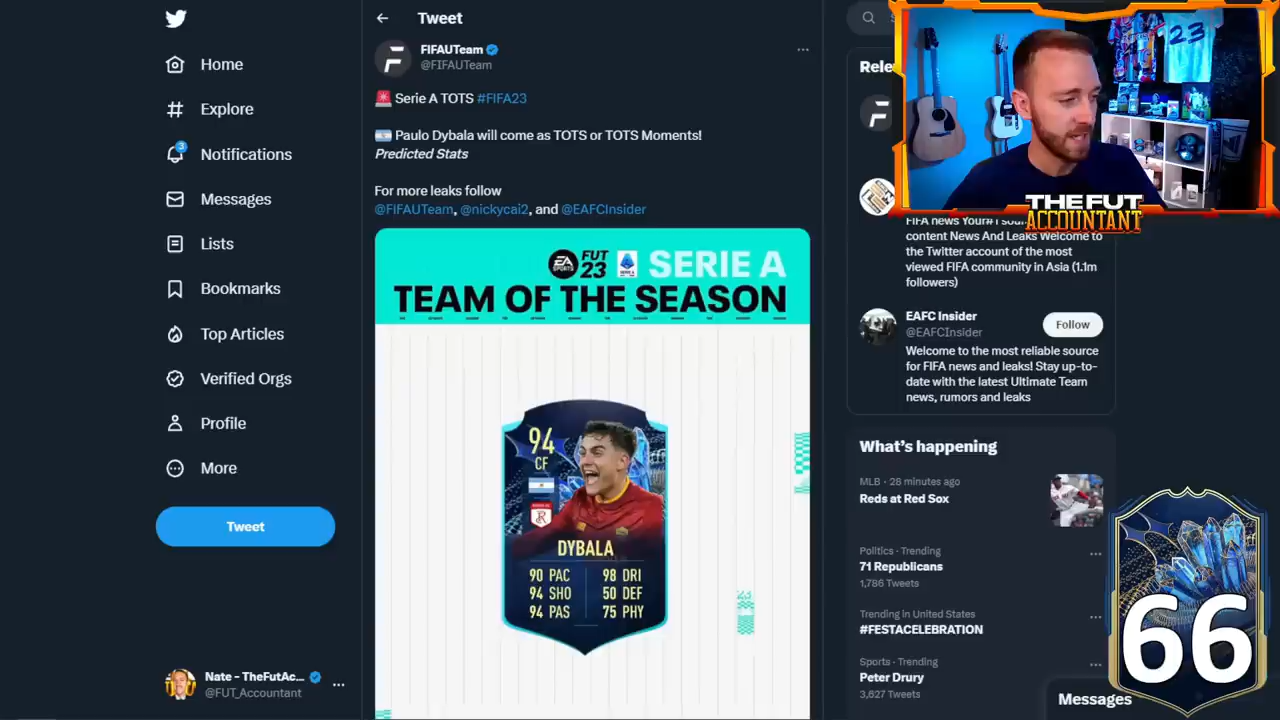 Home
Explore
3
Notifications
Messages
Lists
Bookmarks
Top Articles
Verified Orgs
Profile
More
Tweet
Nate - TheFutAc...
@FUT_Accountant
Tweet
FIFAUTeam
@FIFAUTeam
Serie A TOTS #FIFA23
Paulo Dybala will come as TOTS or TOTS Moments!
Predicted Stats
For more leaks follow
@FIFAUTeam, @nickycai2, and @EAFCInsider
EA SPORTS FUT 23 SERIE A
TEAM OF THE SEASON
94
CF
DYBALA
90 PAC 98 DRI
94 SHO 50 DEF
94 PAS 75 PHY
23
Rele
23
THE FUT
ACCOUNTANT
FIFA news Your#1 sour
content News And Leaks Welcome to
the Twitter account of the most
viewed FIFA community in Asia (1.1m
followers)
EAFC Insider
@EAFCInsider
Follow
Welcome to the most reliable source
for FIFA news and leaks! Stay up-to-
date with the latest Ultimate Team
news, rumors and leaks
What's happening
MLB · 28 minutes ago
Reds at Red Sox
Politics · Trending
71 Republicans
1,786 Tweets
Trending in United States
#FESTACELEBRATION
Sports · Trending
Peter Drury
3,627 Tweets
66
Messages